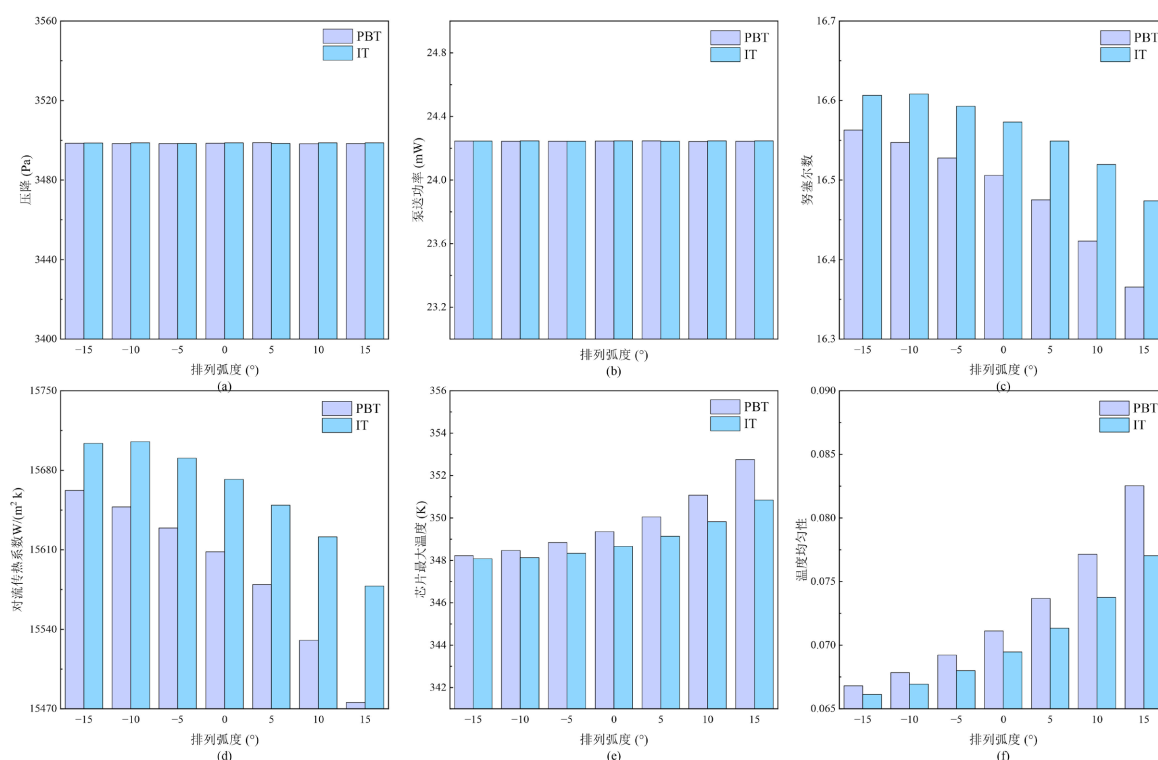 3560
3520
3480
3440
3400
压降 (Pa)
PBT
IT
−15 −10 −5 0 5 10 15
排列弧度 (°)
(a)
24.8
24.4
24.0
23.6
23.2
泵送功率 (mW)
PBT
IT
排列弧度 (°)
(b)
16.7
16.6
16.5
16.4
16.3
努塞尔数
PBT
IT
−15 −10 −5 0 5 10 15
排列弧度 (°)
(c)
15750
15680
15610
15540
15470
对流传热系数W/(m² k)
PBT
IT
−15 −10 −5 0 5 10 15
排列弧度 (°)
(d)
356
354
352
350
348
346
344
342
芯片最大温度 (K)
PBT
IT
−15 −10 −5 0 5 10 15
排列弧度 (°)
(e)
0.090
0.085
0.080
0.075
0.070
0.065
温度均匀性
PBT
IT
−15 −10 −5 0 5 10 15
排列弧度 (°)
(f)